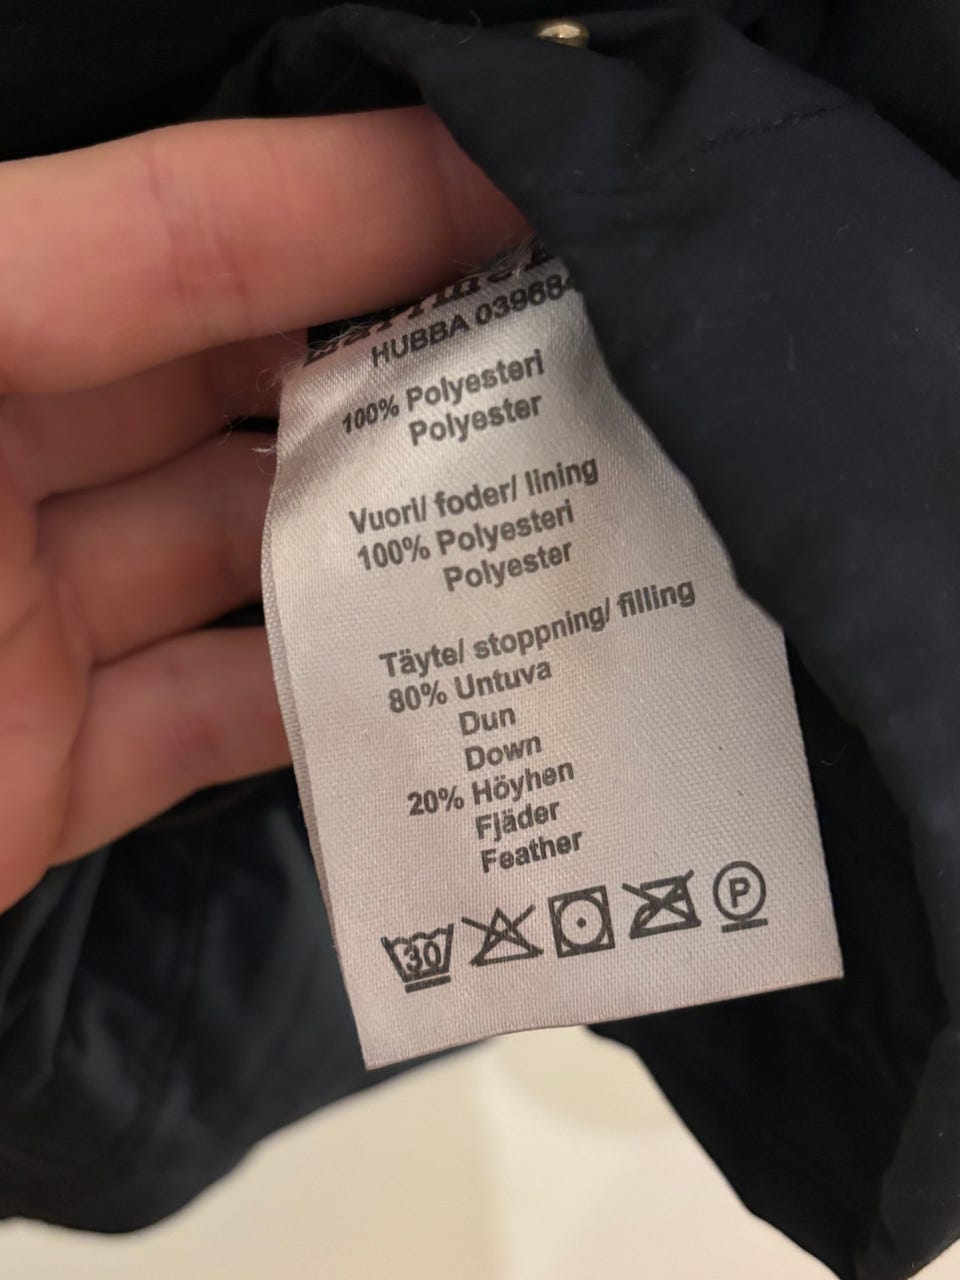 HUBBA 039684
100% Polyesteri
Polyester
Vuori/ foder/ lining
100% Polyesteri
Polyester
Täyte/ stoppning/ filling
80% Untuva
Dun
Down
20% Höyhen
Fjäder
Feather
30 P